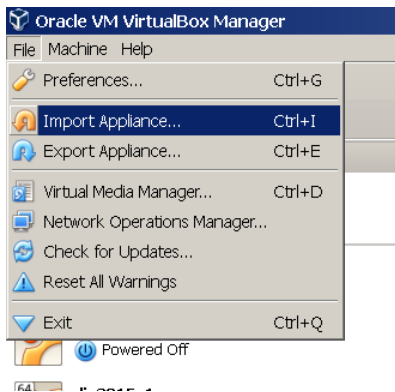 Oracle VM VirtualBox Manager
File Machine Help
Preferences... Ctrl+G
Import Appliance... Ctrl+I
Export Appliance... Ctrl+E
Virtual Media Manager... Ctrl+D
Network Operations Manager...
Check for Updates...
Reset All Warnings
Exit Ctrl+Q
Powered Off
64